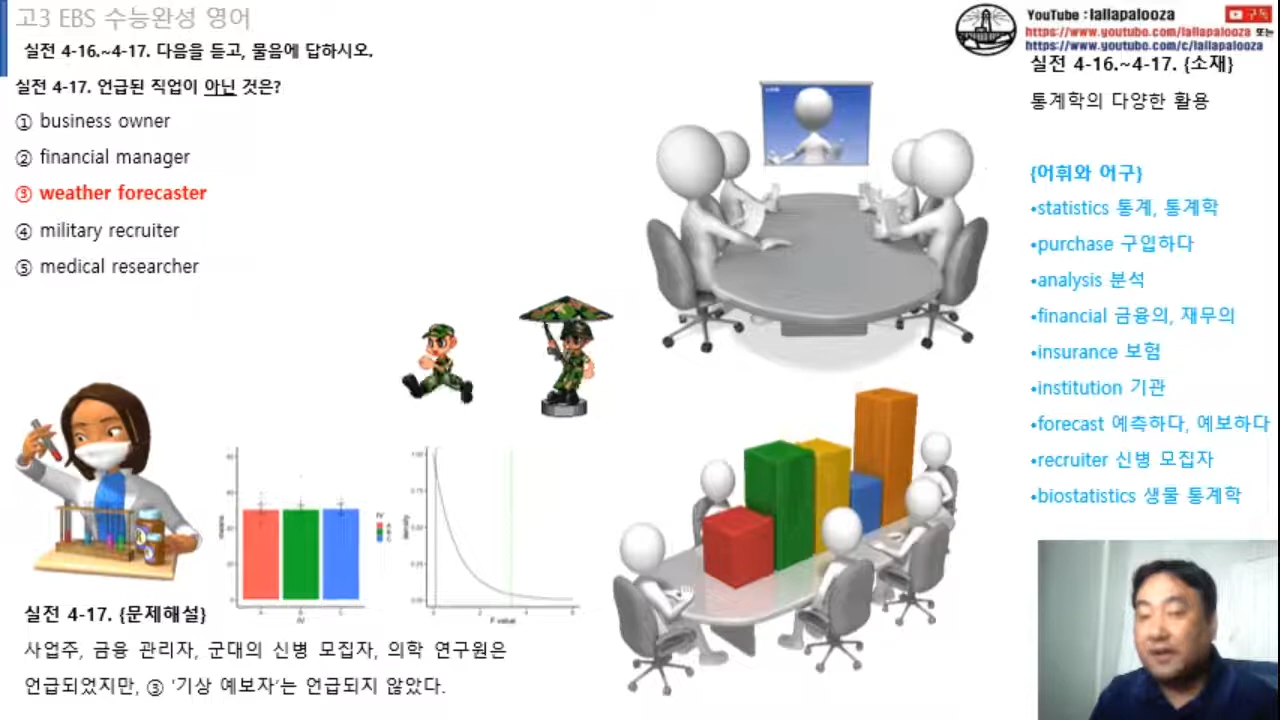 고3 EBS 수능완성 영어
실전 4-16.~4-17. 다음을 듣고, 물음에 답하시오.
실전 4-17. 언급된 직업이 아닌 것은?
① business owner
② financial manager
③ weather forecaster
④ military recruiter
⑤ medical researcher
실전 4-17. {문제해설}
사업주, 금융 관리자, 군대의 신병 모집자, 의학 연구원은
언급되었지만, ③ '기상 예보자'는 언급되지 않았다.
YouTube : lallapalooza
구독
https://www.youtube.com/lallapalooza 또는
https://www.youtube.com/c/lallapalooza
실전 4-16.~4-17. {소재}
통계학의 다양한 활용
{어휘와 어구}
•statistics 통계, 통계학
•purchase 구입하다
•analysis 분석
•financial 금융의, 재무의
•insurance 보험
•institution 기관
•forecast 예측하다, 예보하다
•recruiter 신병 모집자
•biostatistics 생물 통계학